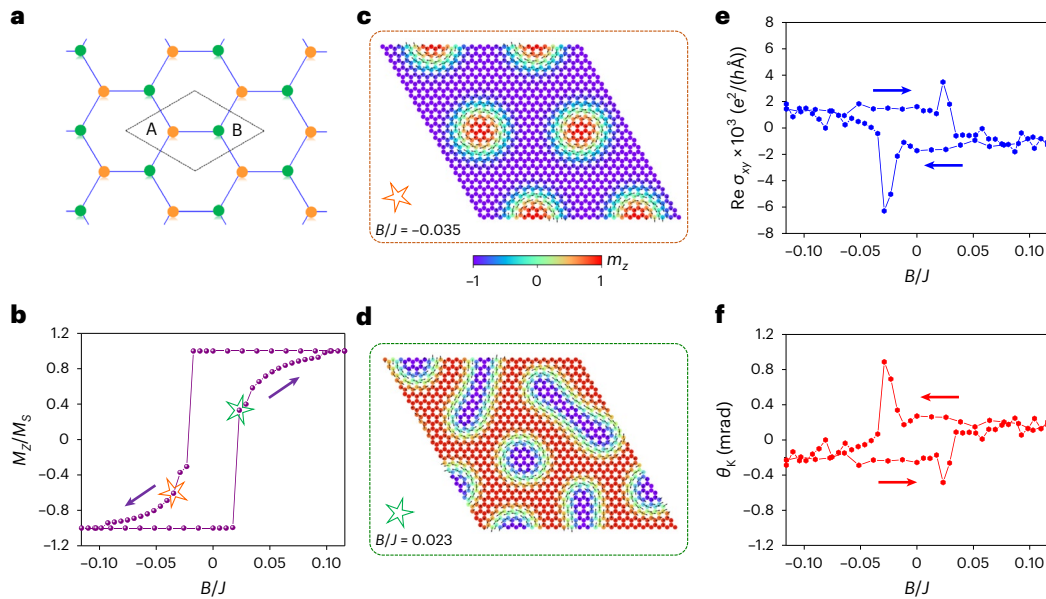 a
A
B
b
1.2
0.8
0.4
0
−0.4
−0.8
−1.2
M_Z/M_S
−0.10
−0.05
0
0.05
0.10
B/J
c
B/J = −0.035
m_z
−1
0
1
d
B/J = 0.023
e
8
4
2
0
−2
−4
−6
−8
Re σ_xy × 10³ (e²/(hÅ))
−0.10
−0.05
0
0.05
0.10
B/J
f
1.2
0.8
0.4
0
−0.4
−0.8
−1.2
θ_K (mrad)
−0.10
−0.05
0
0.05
0.10
B/J